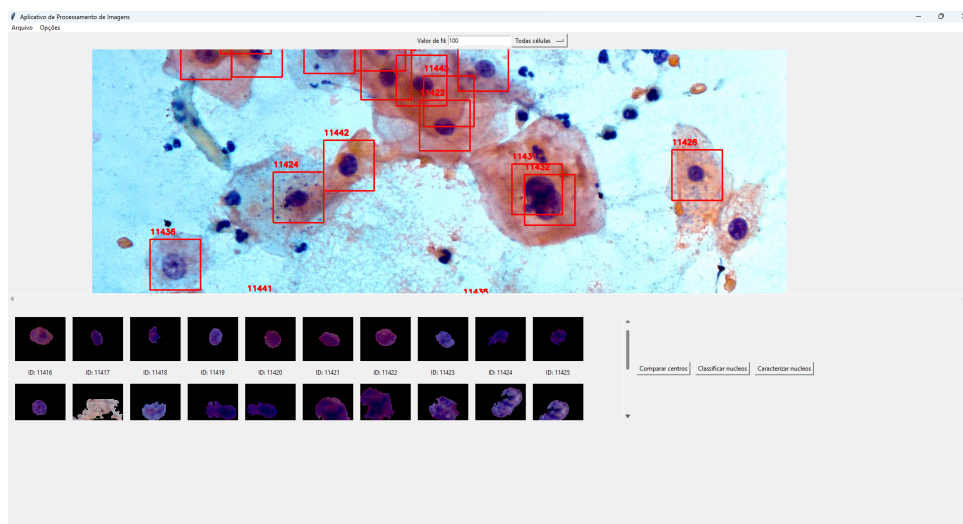 Aplicativo de Processamento de Imagens
Arquivo Opções
Valor de N: 100 Todas células
11443
11422
11442
11424
11432
11426
11436
11441
11435
ID: 11416 ID: 11417 ID: 11418 ID: 11419 ID: 11420 ID: 11421 ID: 11422 ID: 11423 ID: 11424 ID: 11425
Comparar centros Classificar nucleos Caracterizar nucleos